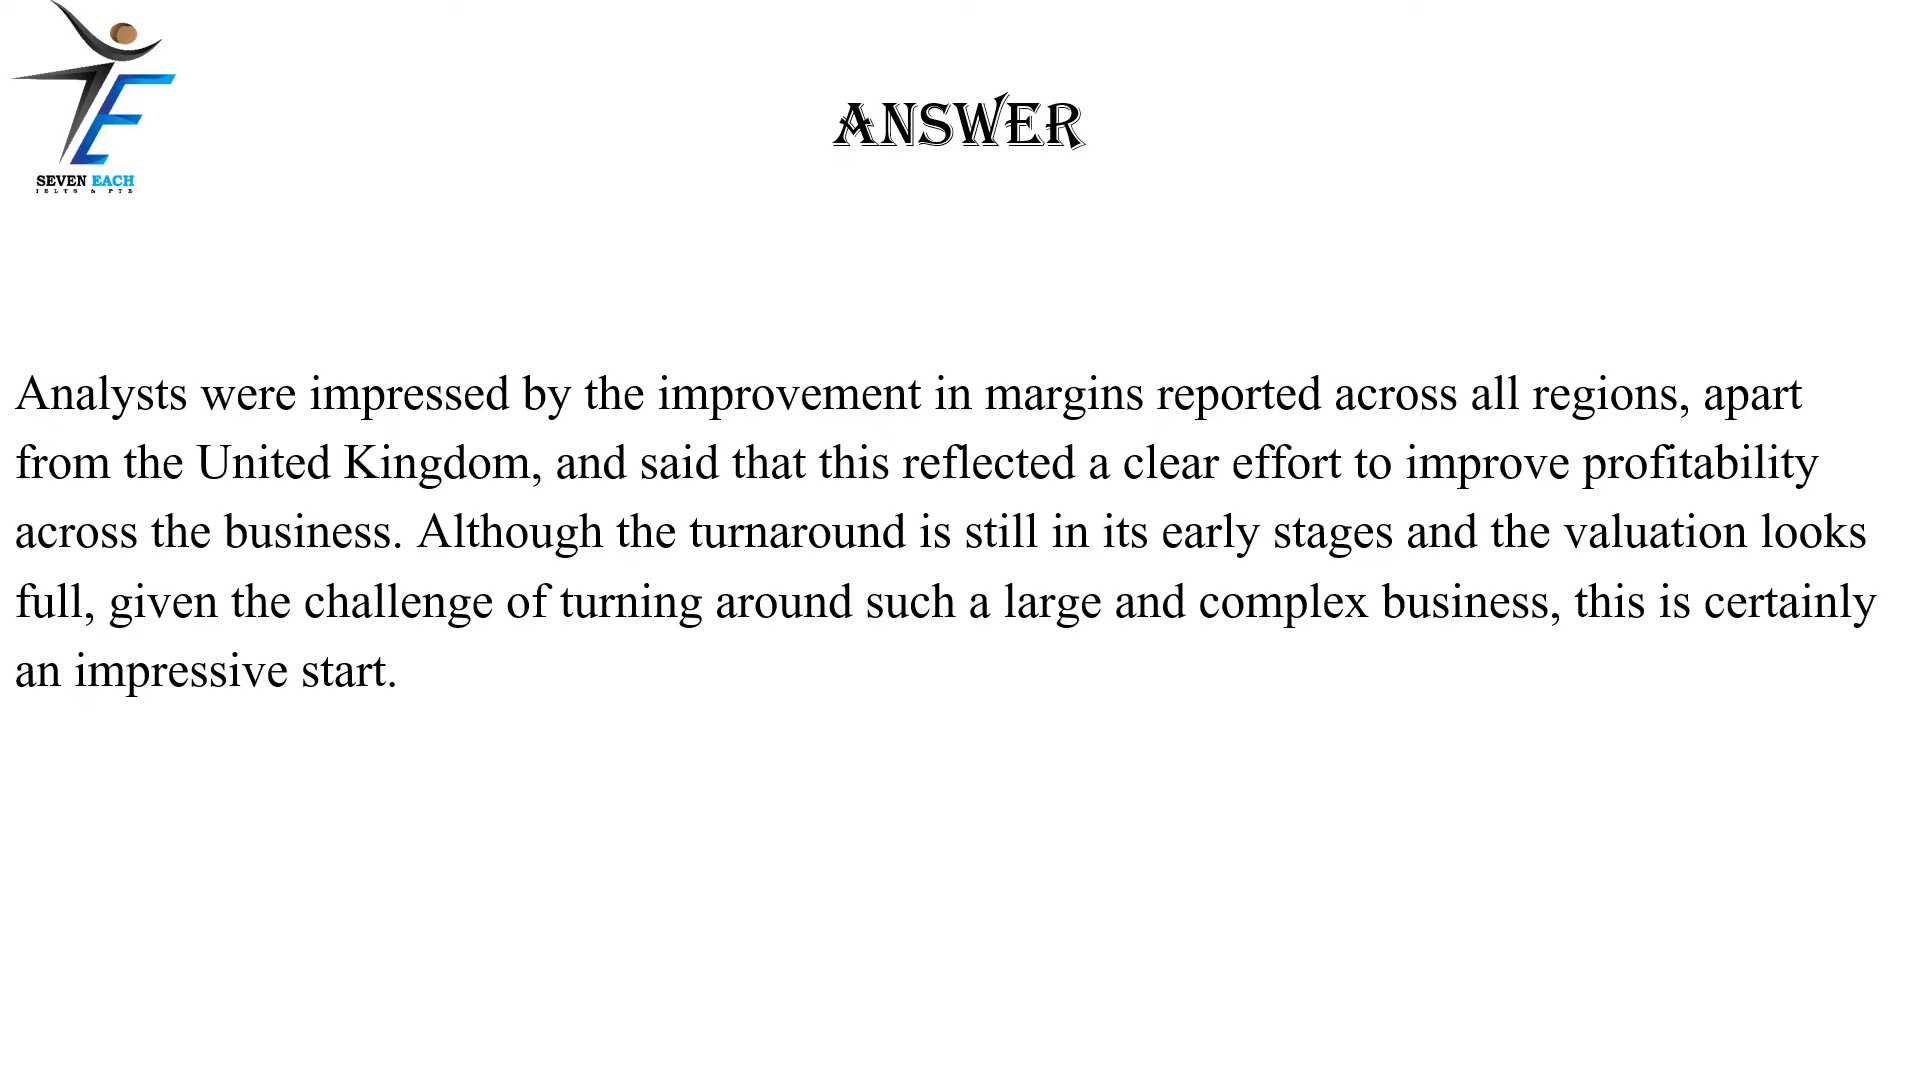 SEVEN EACH
IELTS & PTE
ANSWER
Analysts were impressed by the improvement in margins reported across all regions, apart
from the United Kingdom, and said that this reflected a clear effort to improve profitability
across the business. Although the turnaround is still in its early stages and the valuation looks
full, given the challenge of turning around such a large and complex business, this is certainly
an impressive start.